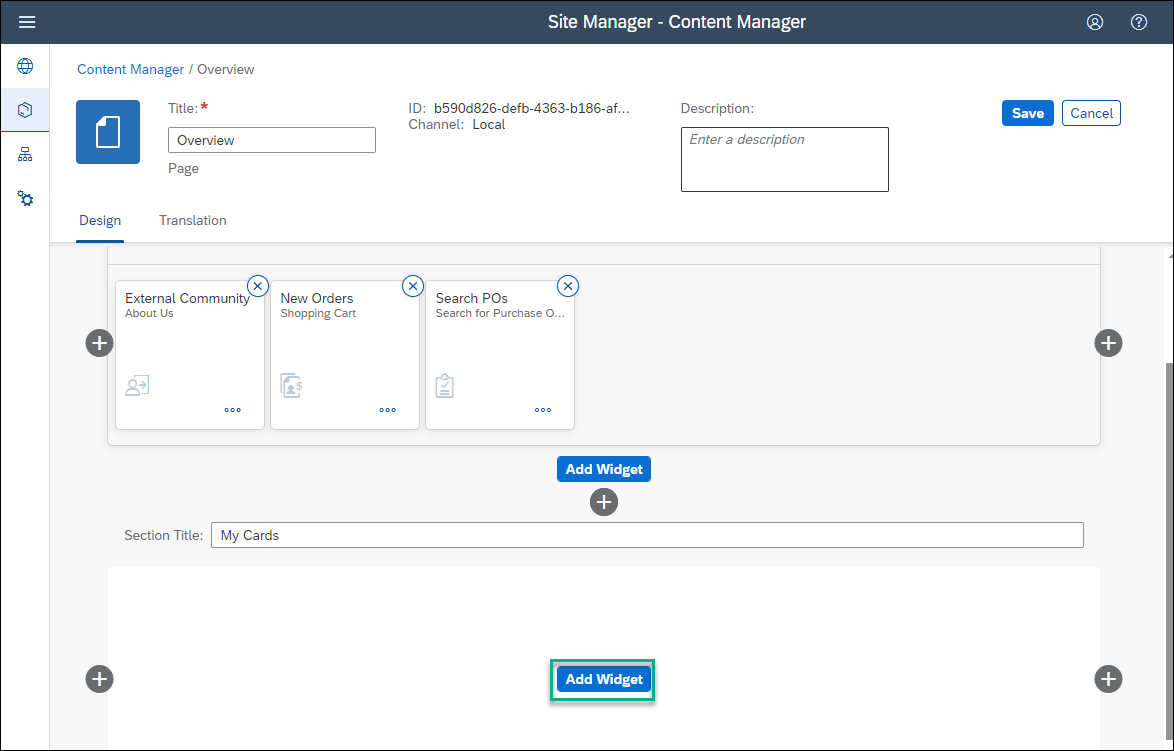 Site Manager - Content Manager
Content Manager / Overview
Title: *
Overview
Page
ID: b590d826-defb-4363-b186-af...
Channel: Local
Description:
Enter a description
Save
Cancel
Design
Translation
External Community
About Us
New Orders
Shopping Cart
Search POs
Search for Purchase O...
Add Widget
Section Title: My Cards
Add Widget